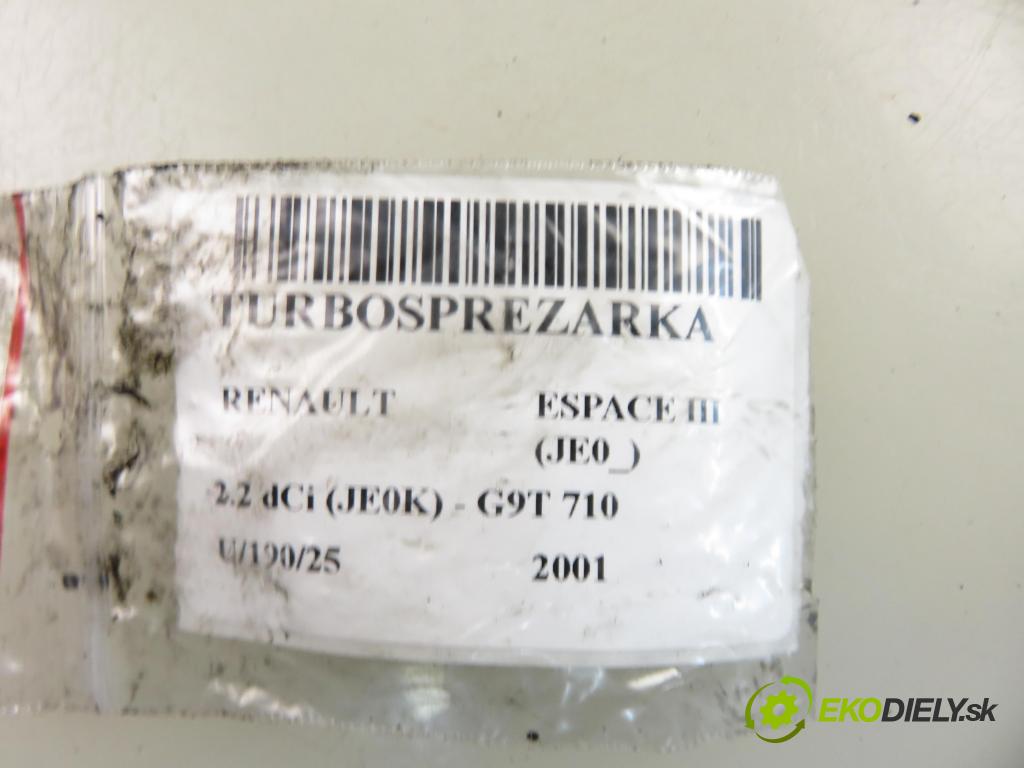 TURBOSPREZARKA
RENAULT ESPACE III
(JE0_)
2.2 dCi (JE0K) - G9T 710
U/190/25 2001
EKODIELY.sk